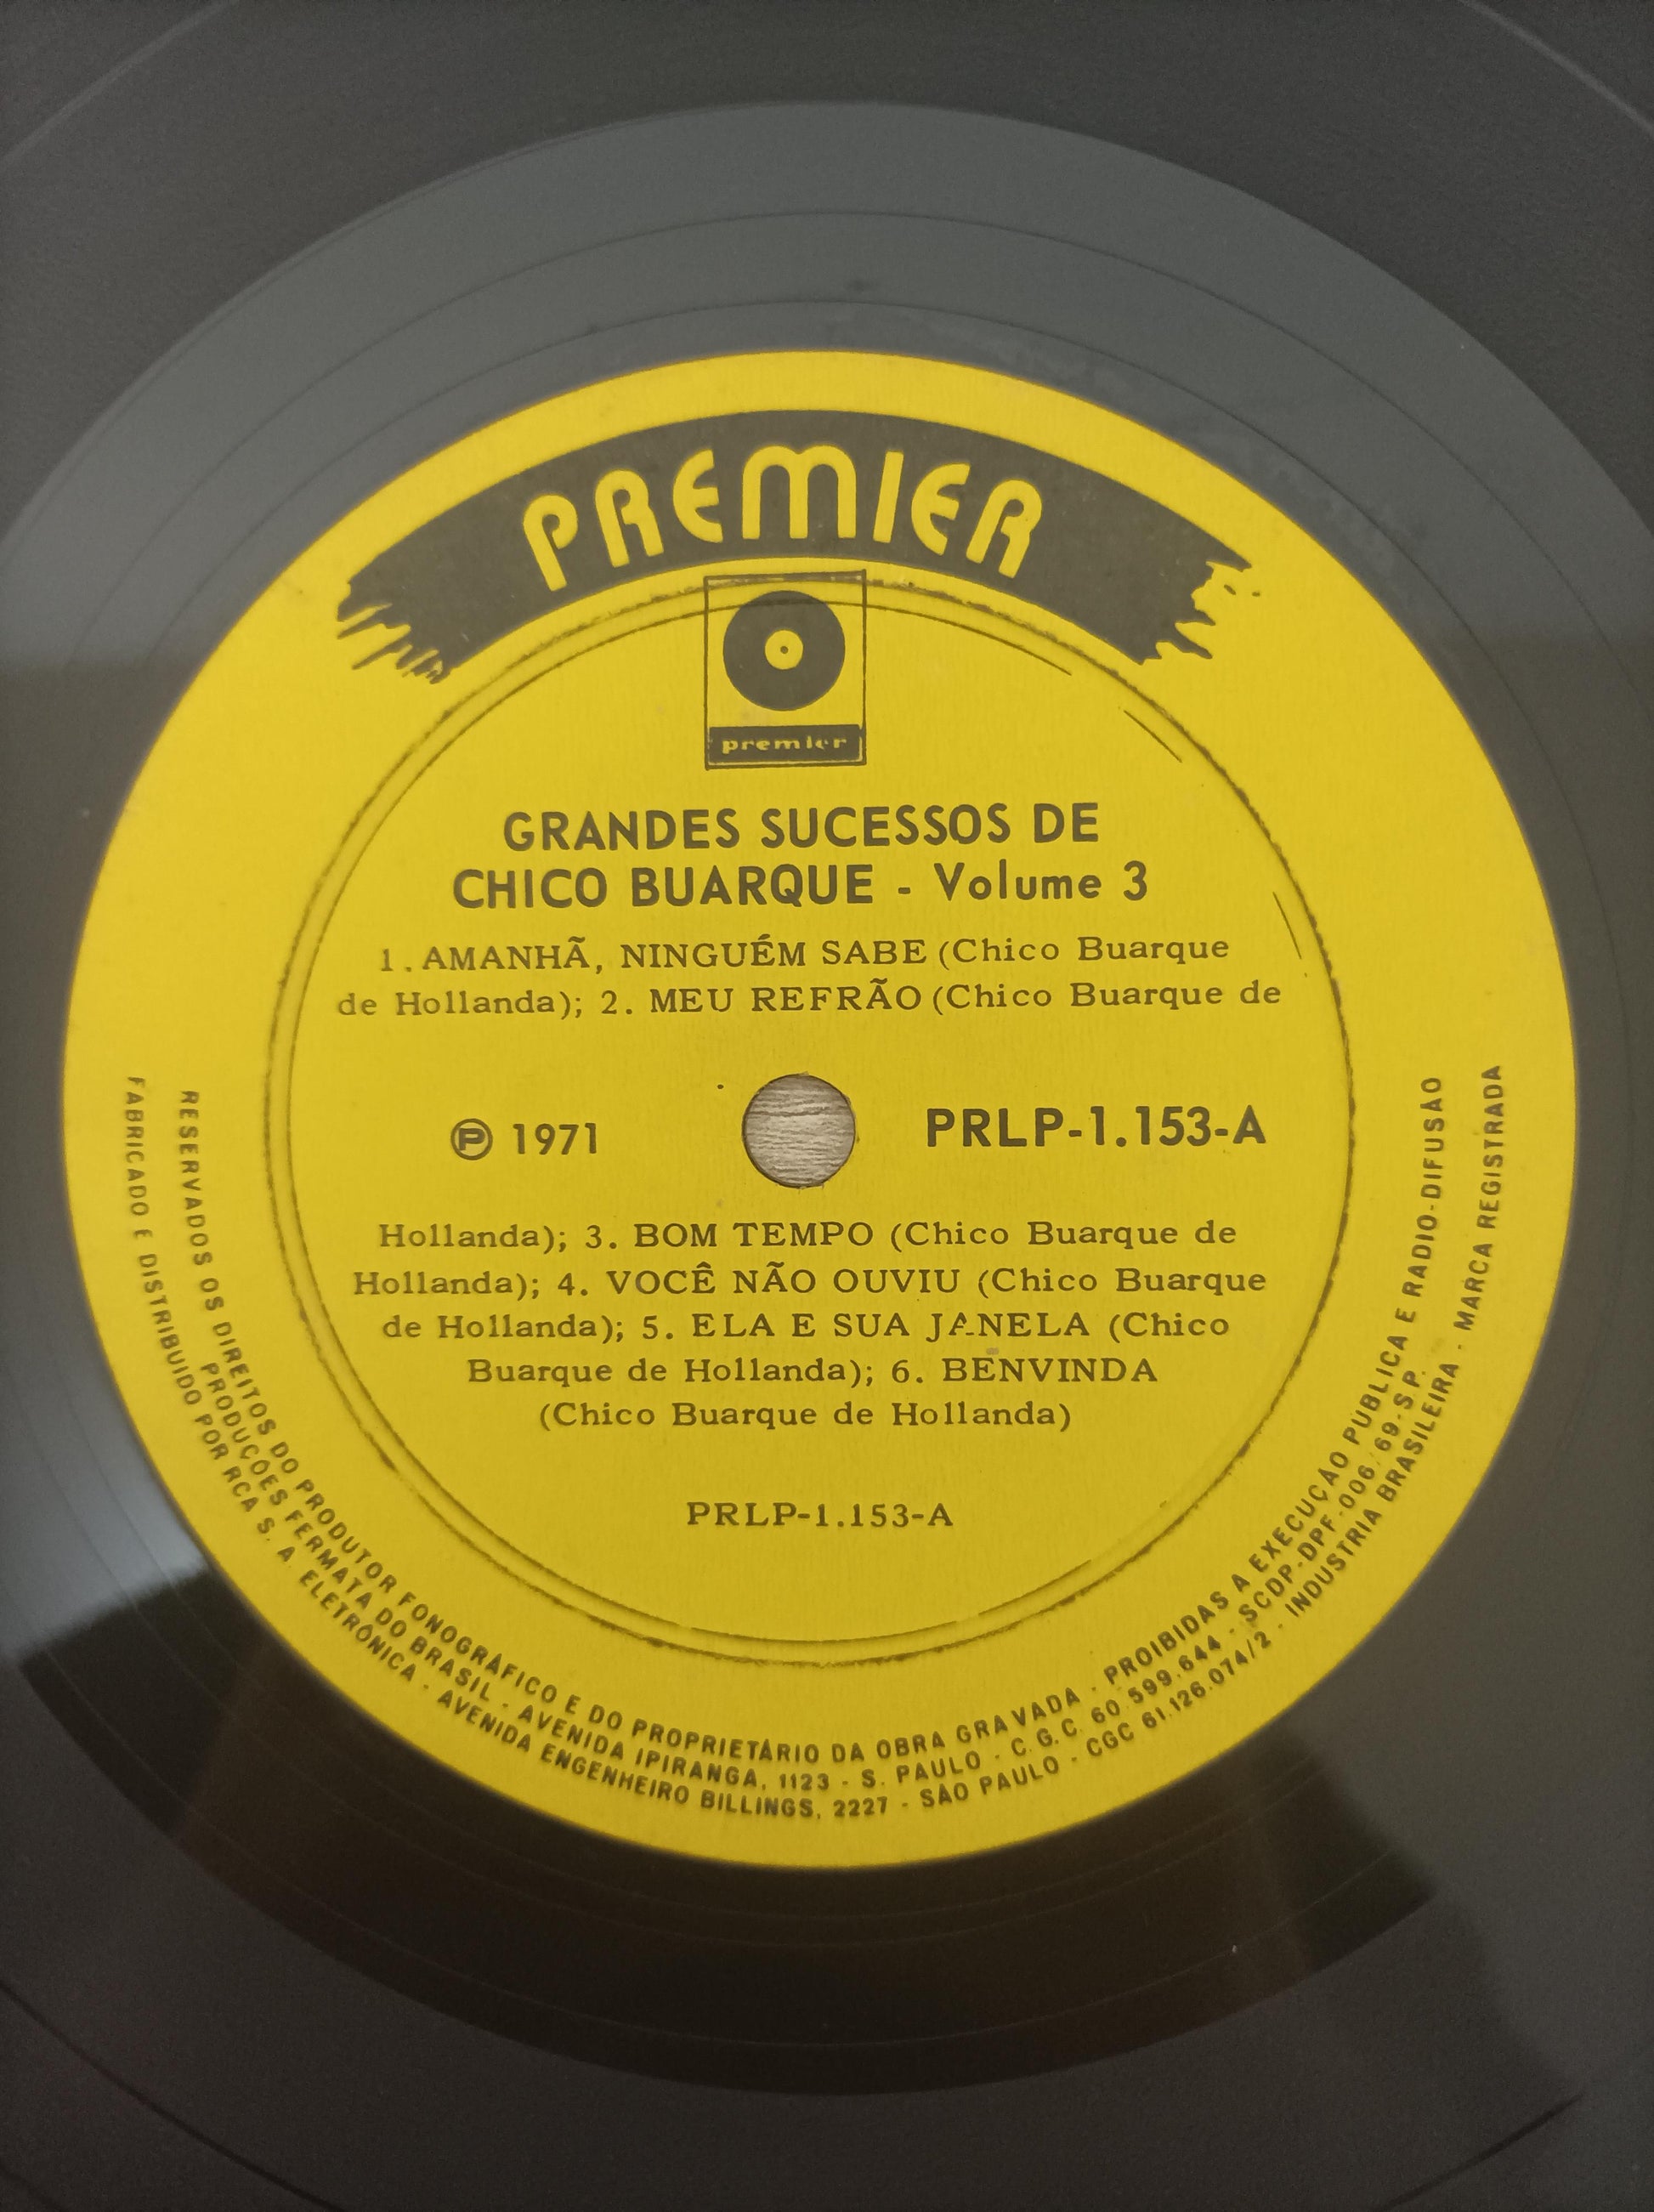 PREMIER
premier
GRANDES SUCESSOS DE
CHICO BUARQUE - Volume 3
1. AMANHÃ, NINGUÉM SABE (Chico Buarque
de Hollanda); 2. MEU REFRÃO (Chico Buarque de
℗ 1971
PRLP-1.153-A
Hollanda); 3. BOM TEMPO (Chico Buarque de
Hollanda); 4. VOCÊ NÃO OUVIU (Chico Buarque
de Hollanda); 5. ELA E SUA JANELA (Chico
Buarque de Hollanda); 6. BENVINDA
(Chico Buarque de Hollanda)
PRLP-1.153-A
RESERVADOS OS DIREITOS DO PRODUTOR FONOGRÁFICO E DO PROPRIETÁRIO DA OBRA GRAVADA - PROIBIDAS A EXECUÇÃO PUBLICA E RADIO-DIFUSÃO
PRODUÇÕES FERMATA DO BRASIL - AVENIDA IPIRANGA, 1123 - S. PAULO - C.G.C. 60.599.644 - SCDP-DPF-006/69-S.P.
FABRICADO E DISTRIBUIDO POR RCA S. A. ELETRÔNICA - AVENIDA ENGENHEIRO BILLINGS, 2227 - SÃO PAULO - CGC 61.126.074/2 - INDUSTRIA BRASILEIRA - MARCA REGISTRADA